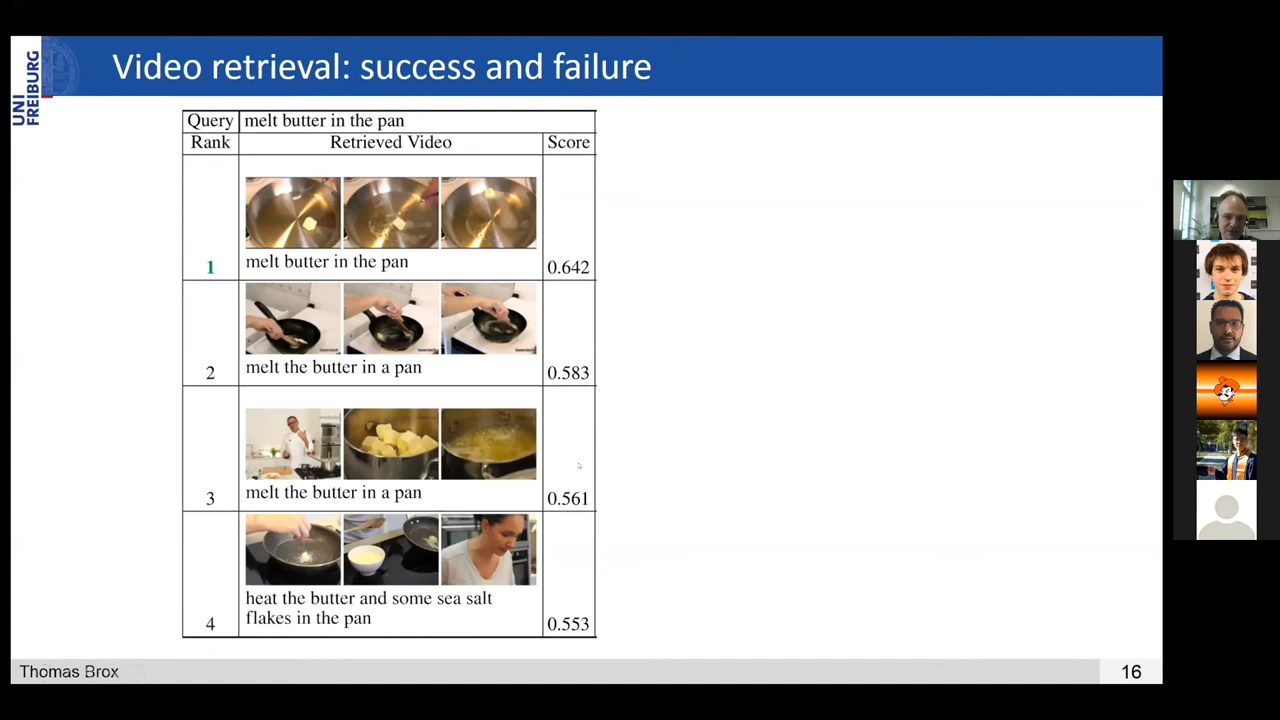 UNI
FREIBURG
Video retrieval: success and failure
Query melt butter in the pan
Rank Retrieved Video Score
1 melt butter in the pan 0.642
2 melt the butter in a pan 0.583
3 melt the butter in a pan 0.561
heat the butter and some sea salt
4 flakes in the pan 0.553
Thomas Brox
16